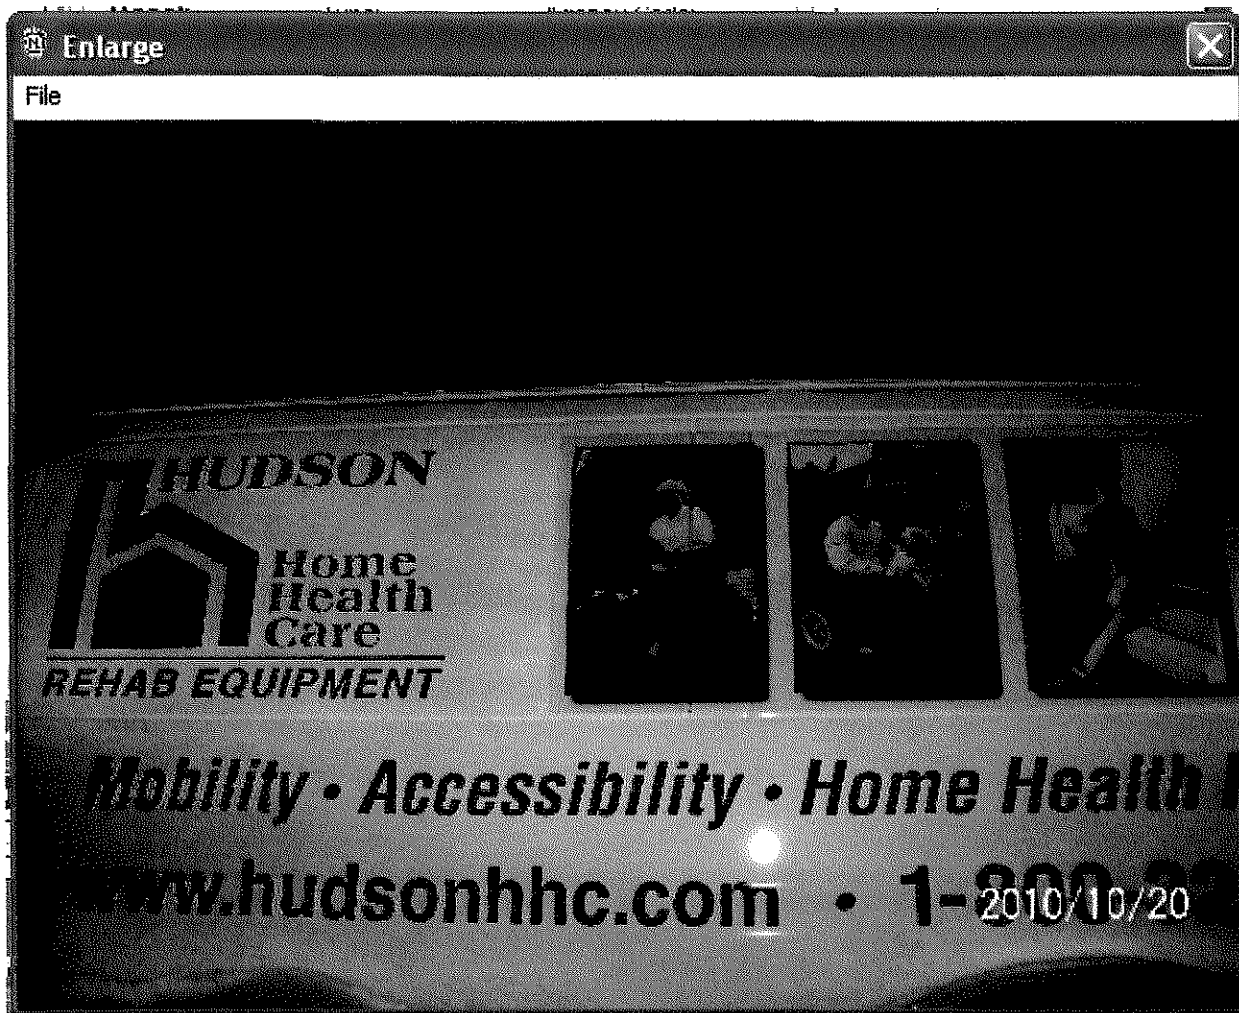 Enlarge
File
HUDSON
Home
Health
Care
REHAB EQUIPMENT
Mobility • Accessibility • Home Health
www.hudsonhhc.com • 1-800-
2010/10/20